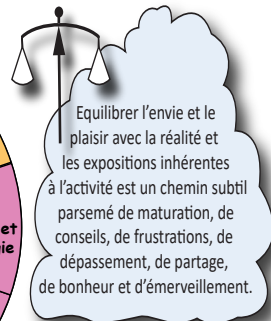 Equilibrer l'envie et le
plaisir avec la réalité et
les expositions inhérentes
à l'activité est un chemin subtil
parsemé de maturation, de
conseils, de frustrations, de
dépassement, de partage,
de bonheur et d'émerveillement.
et